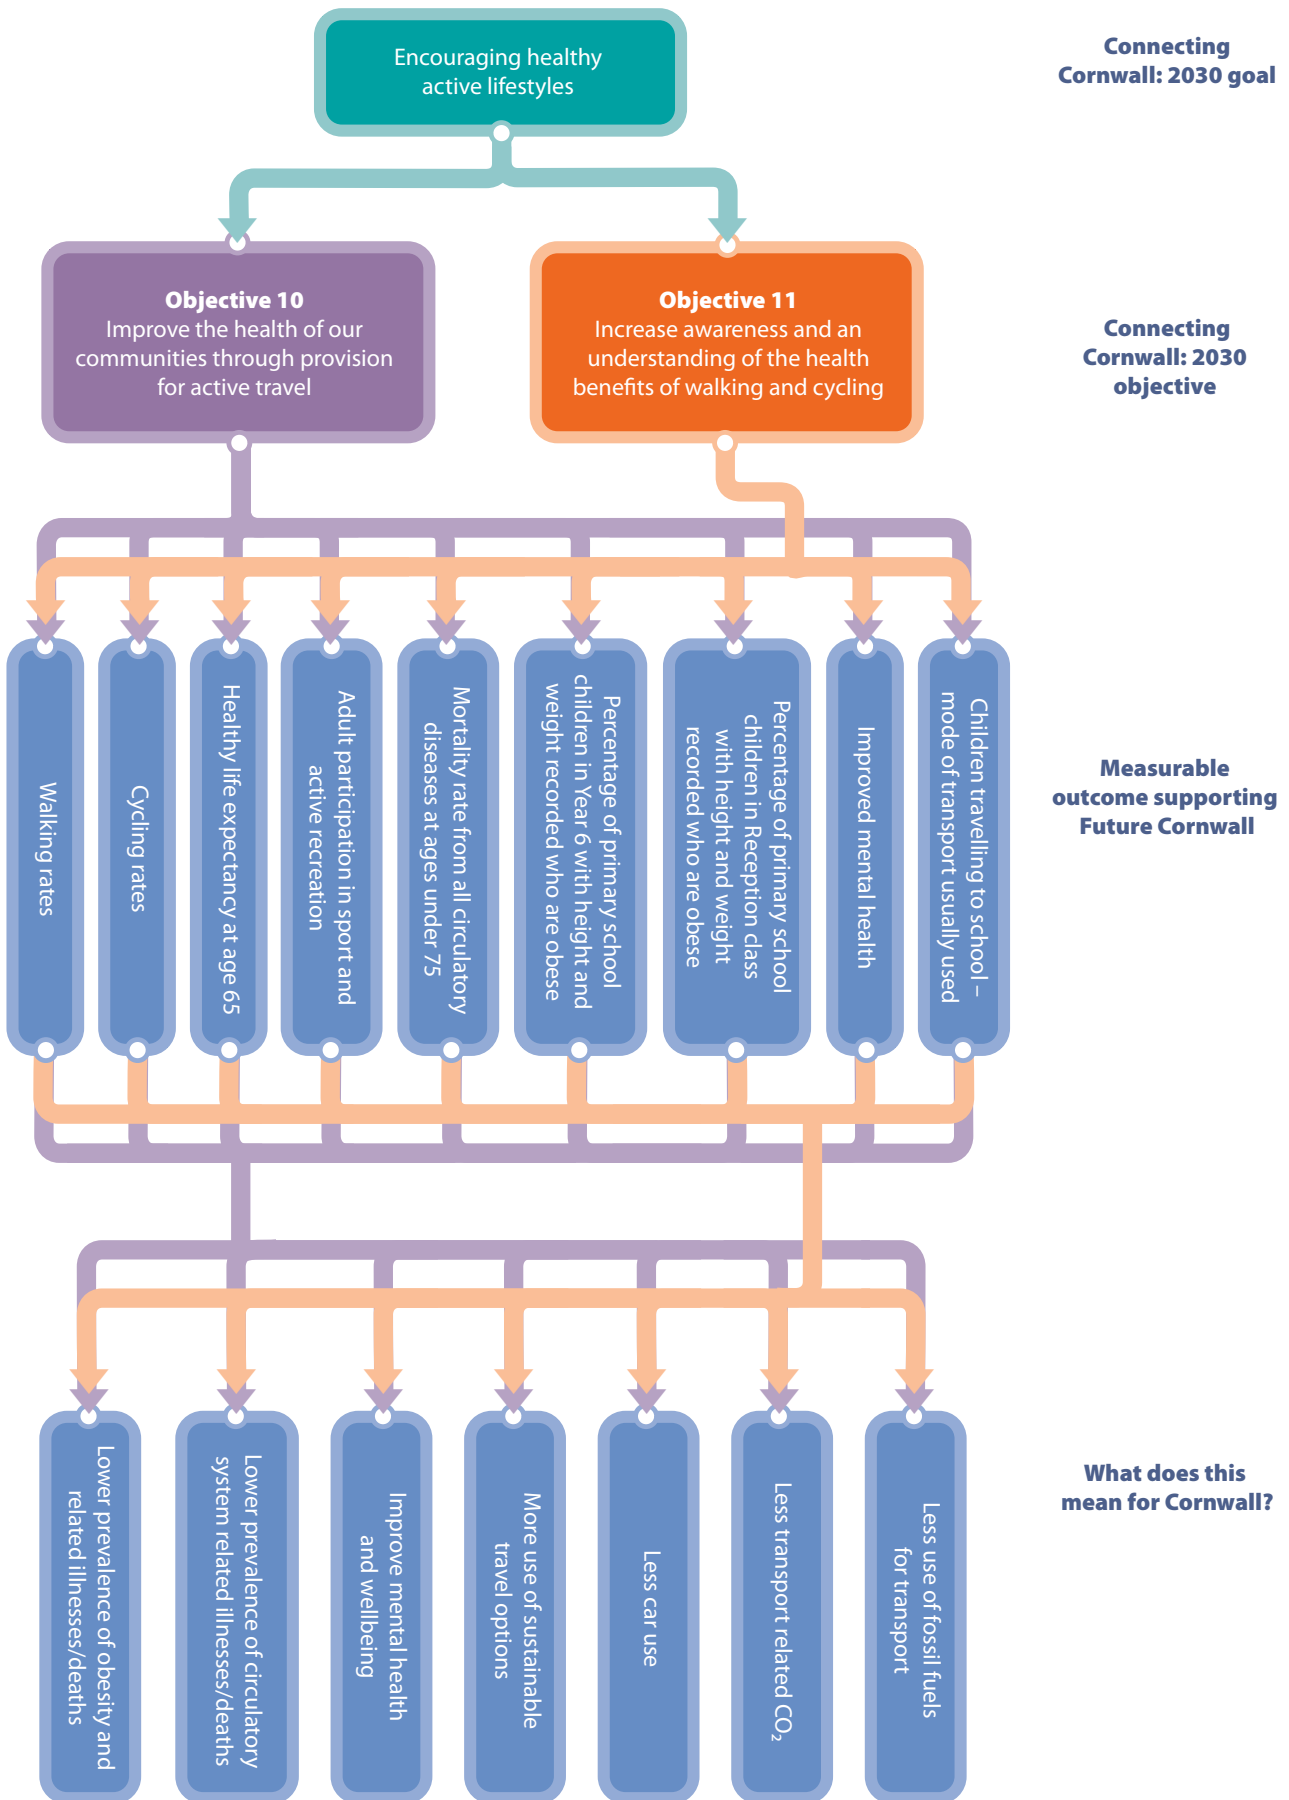 Encouraging healthy
active lifestyles
Connecting
Cornwall: 2030 goal
Objective 10
Improve the health of our
communities through provision
for active travel
Objective 11
Increase awareness and an
understanding of the health
benefits of walking and cycling
Connecting
Cornwall: 2030
objective
Walking rates
Cycling rates
Healthy life expectancy at age 65
Adult participation in sport and
active recreation
Mortality rate from all circulatory
diseases at ages under 75
Percentage of primary school
children in Year 6 with height and
weight recorded who are obese
Percentage of primary school
children in Reception class
with height and weight
recorded who are obese
Improved mental health
Children travelling to school –
mode of transport usually used
Measurable
outcome supporting
Future Cornwall
Lower prevalence of obesity and
related illnesses/deaths
Lower prevalence of circulatory
system related illnesses/deaths
Improve mental health
and wellbeing
More use of sustainable
travel options
Less car use
Less transport related CO₂
Less use of fossil fuels
for transport
What does this
mean for Cornwall?